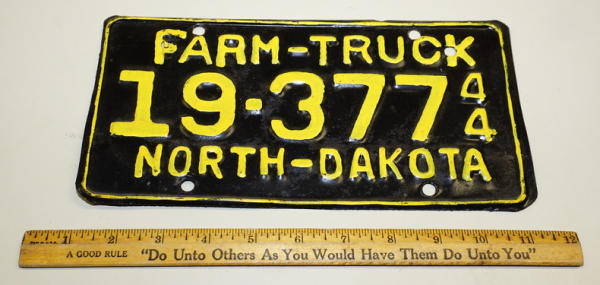 FARM-TRUCK
19-377 44
NORTH-DAKOTA
1 2 3 4 5 6 7 8 9 10 11 12
A GOOD RULE "Do Unto Others As You Would Have Them Do Unto You"